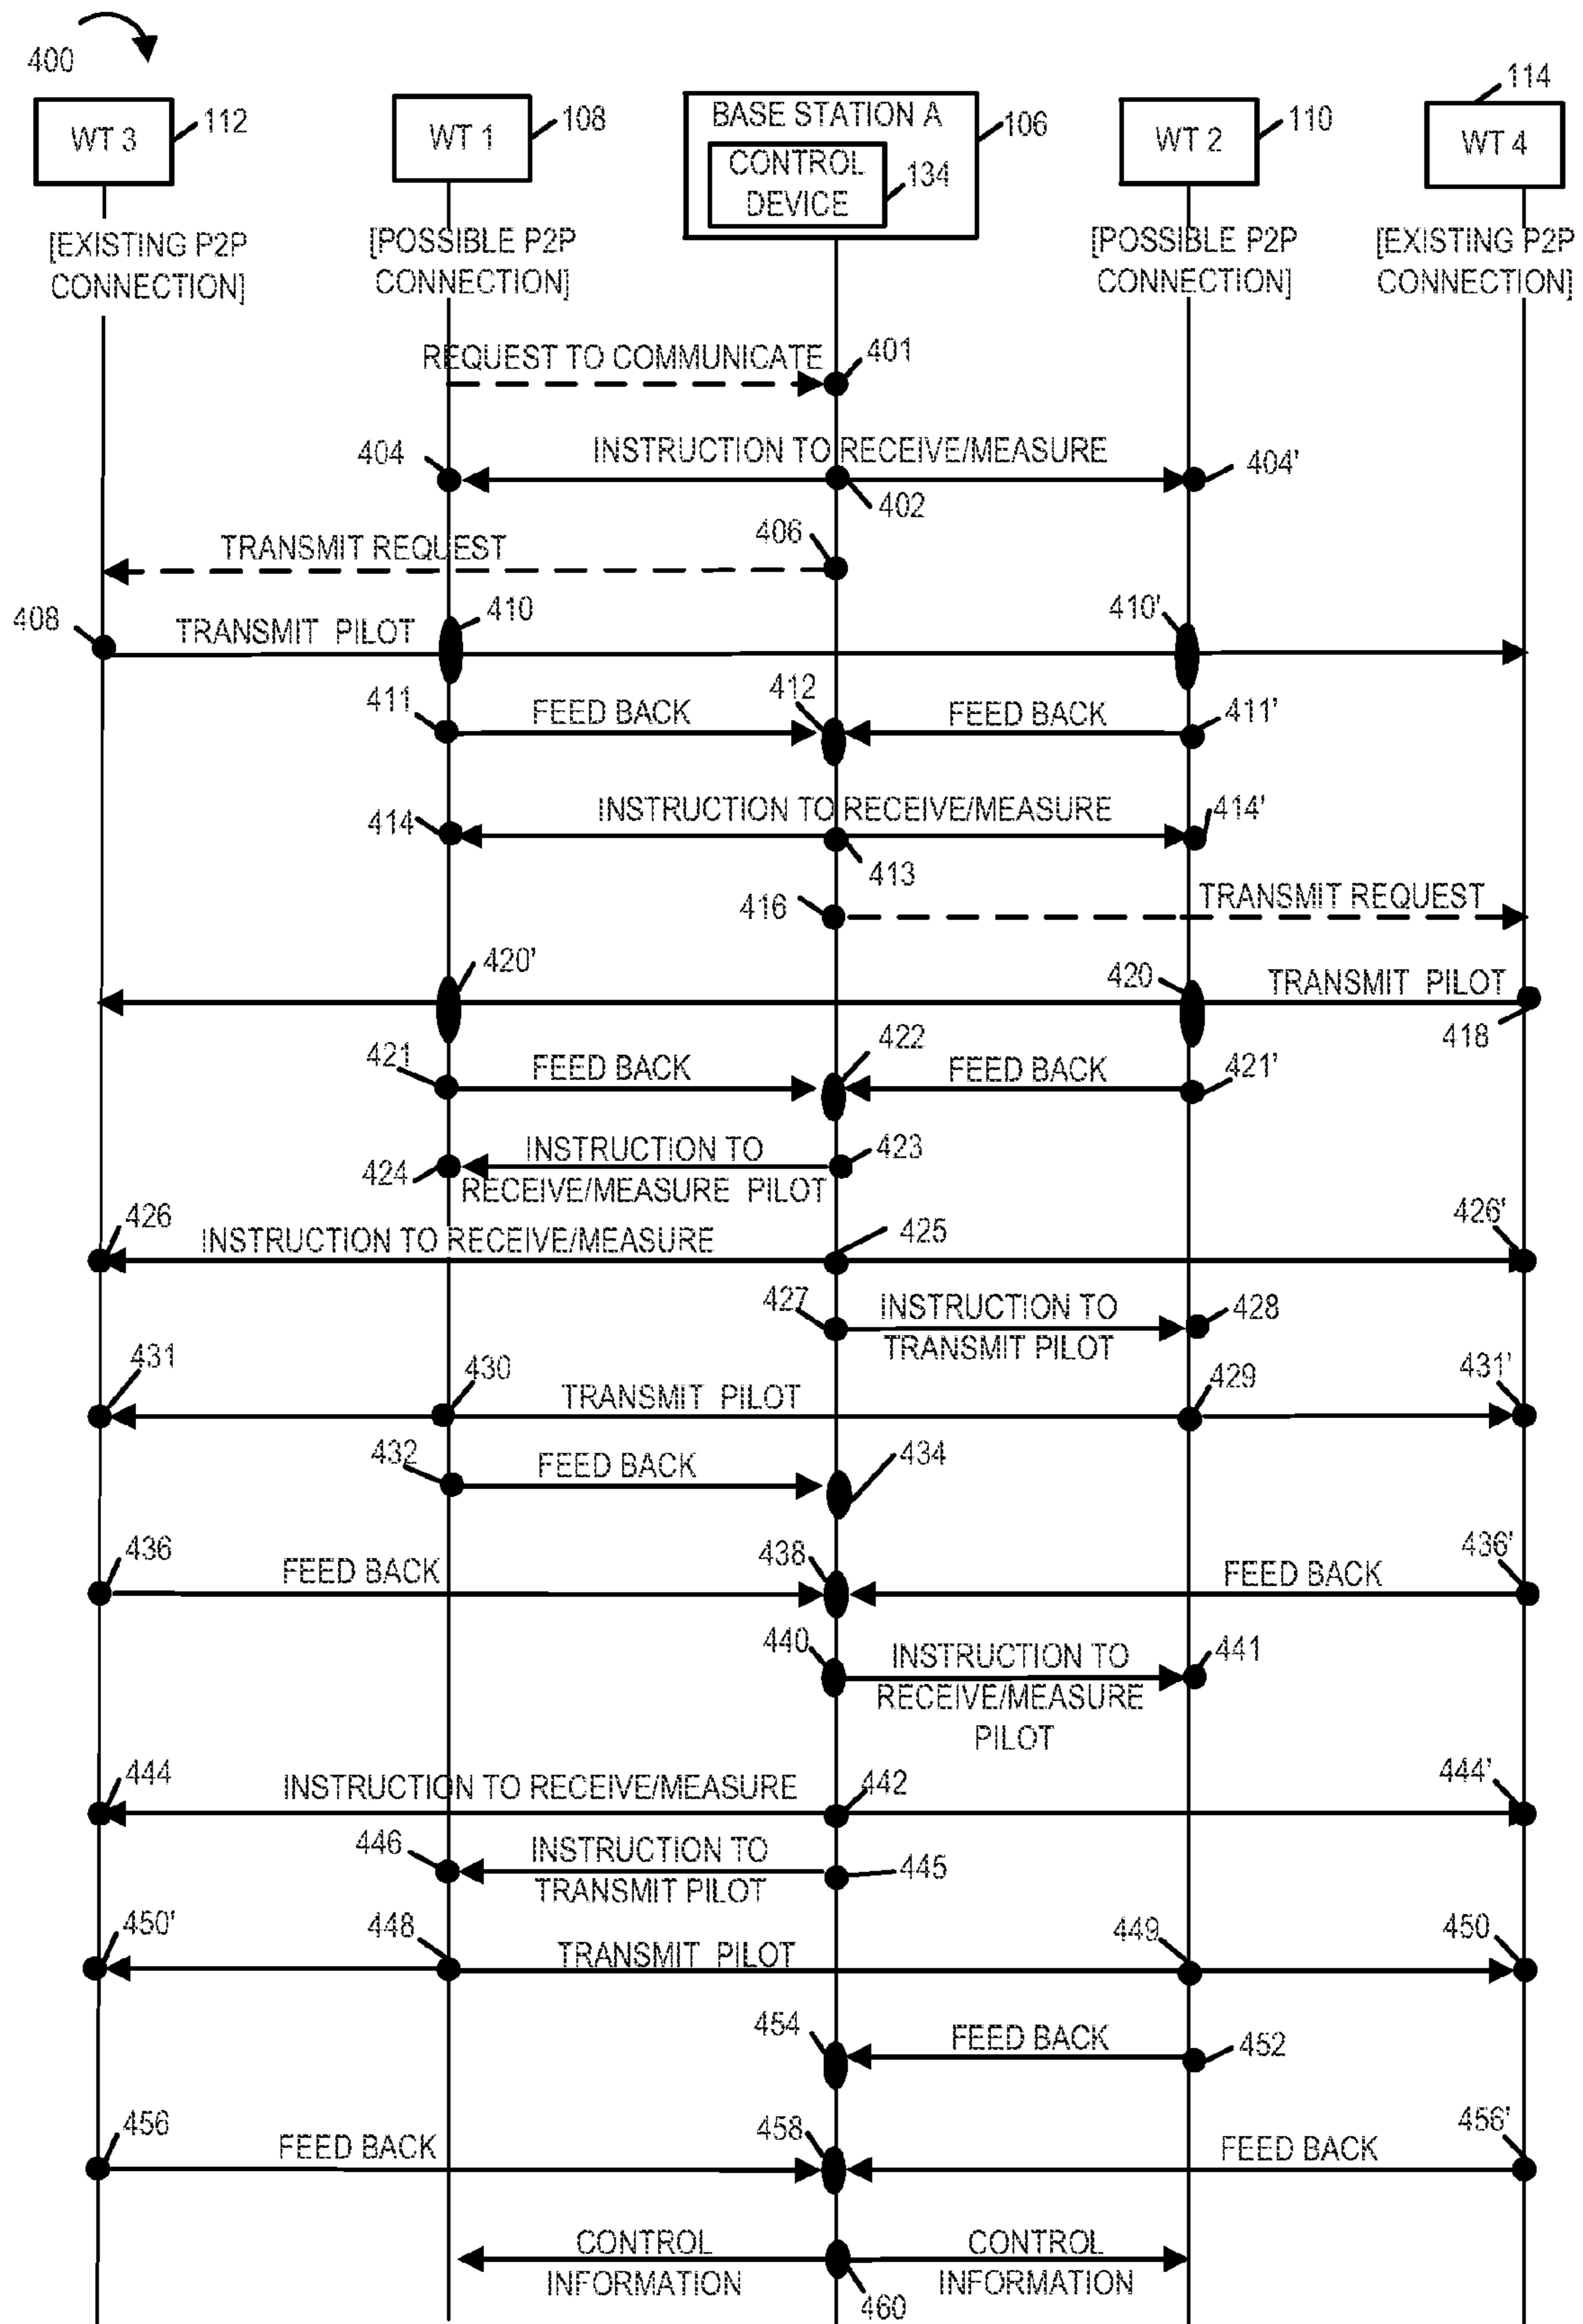 400
WT 3
112
WT 1
108
BASE STATION A
CONTROL
DEVICE
134
106
WT 2
110
114
WT 4
[EXISTING P2P
CONNECTION]
[POSSIBLE P2P
CONNECTION]
[POSSIBLE P2P
CONNECTION]
[EXISTING P2P
CONNECTION]
REQUEST TO COMMUNICATE
401
404
INSTRUCTION TO RECEIVE/MEASURE
404'
402
TRANSMIT REQUEST
406
408
TRANSMIT PILOT
410
410'
411
FEED BACK
412
FEED BACK
411'
414
INSTRUCTION TO RECEIVE/MEASURE
414'
413
416
TRANSMIT REQUEST
420'
420
TRANSMIT PILOT
418
421
FEED BACK
422
FEED BACK
421'
424
INSTRUCTION TO
RECEIVE/MEASURE PILOT
423
426
INSTRUCTION TO RECEIVE/MEASURE
425
426'
427
INSTRUCTION TO
TRANSMIT PILOT
428
431
430
TRANSMIT PILOT
429
431'
432
FEED BACK
434
436
FEED BACK
438
FEED BACK
436'
440
INSTRUCTION TO
RECEIVE/MEASURE
PILOT
441
444
INSTRUCTION TO RECEIVE/MEASURE
442
444'
446
INSTRUCTION TO
TRANSMIT PILOT
445
450'
448
TRANSMIT PILOT
449
450
454
FEED BACK
452
456
FEED BACK
458
FEED BACK
456'
CONTROL
INFORMATION
460
CONTROL
INFORMATION